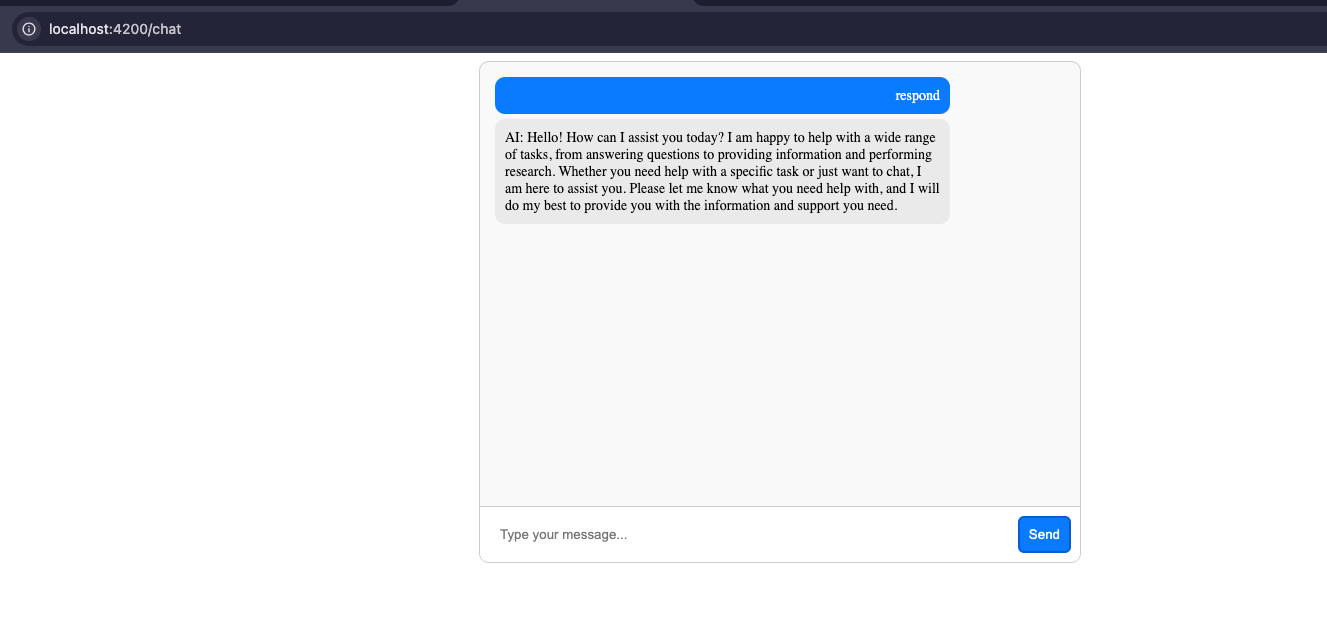 localhost:4200/chat
respond
AI: Hello! How can I assist you today? I am happy to help with a wide range
of tasks, from answering questions to providing information and performing
research. Whether you need help with a specific task or just want to chat, I
am here to assist you. Please let me know what you need help with, and I will
do my best to provide you with the information and support you need.
Type your message...
Send